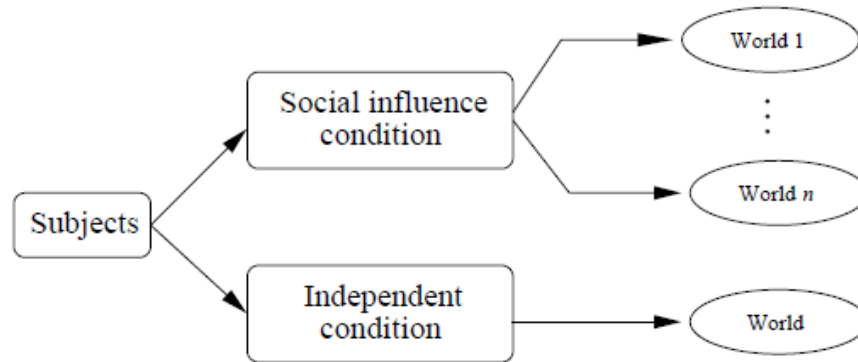 Subjects
Social influence
condition
World 1
World n
Independent
condition
World